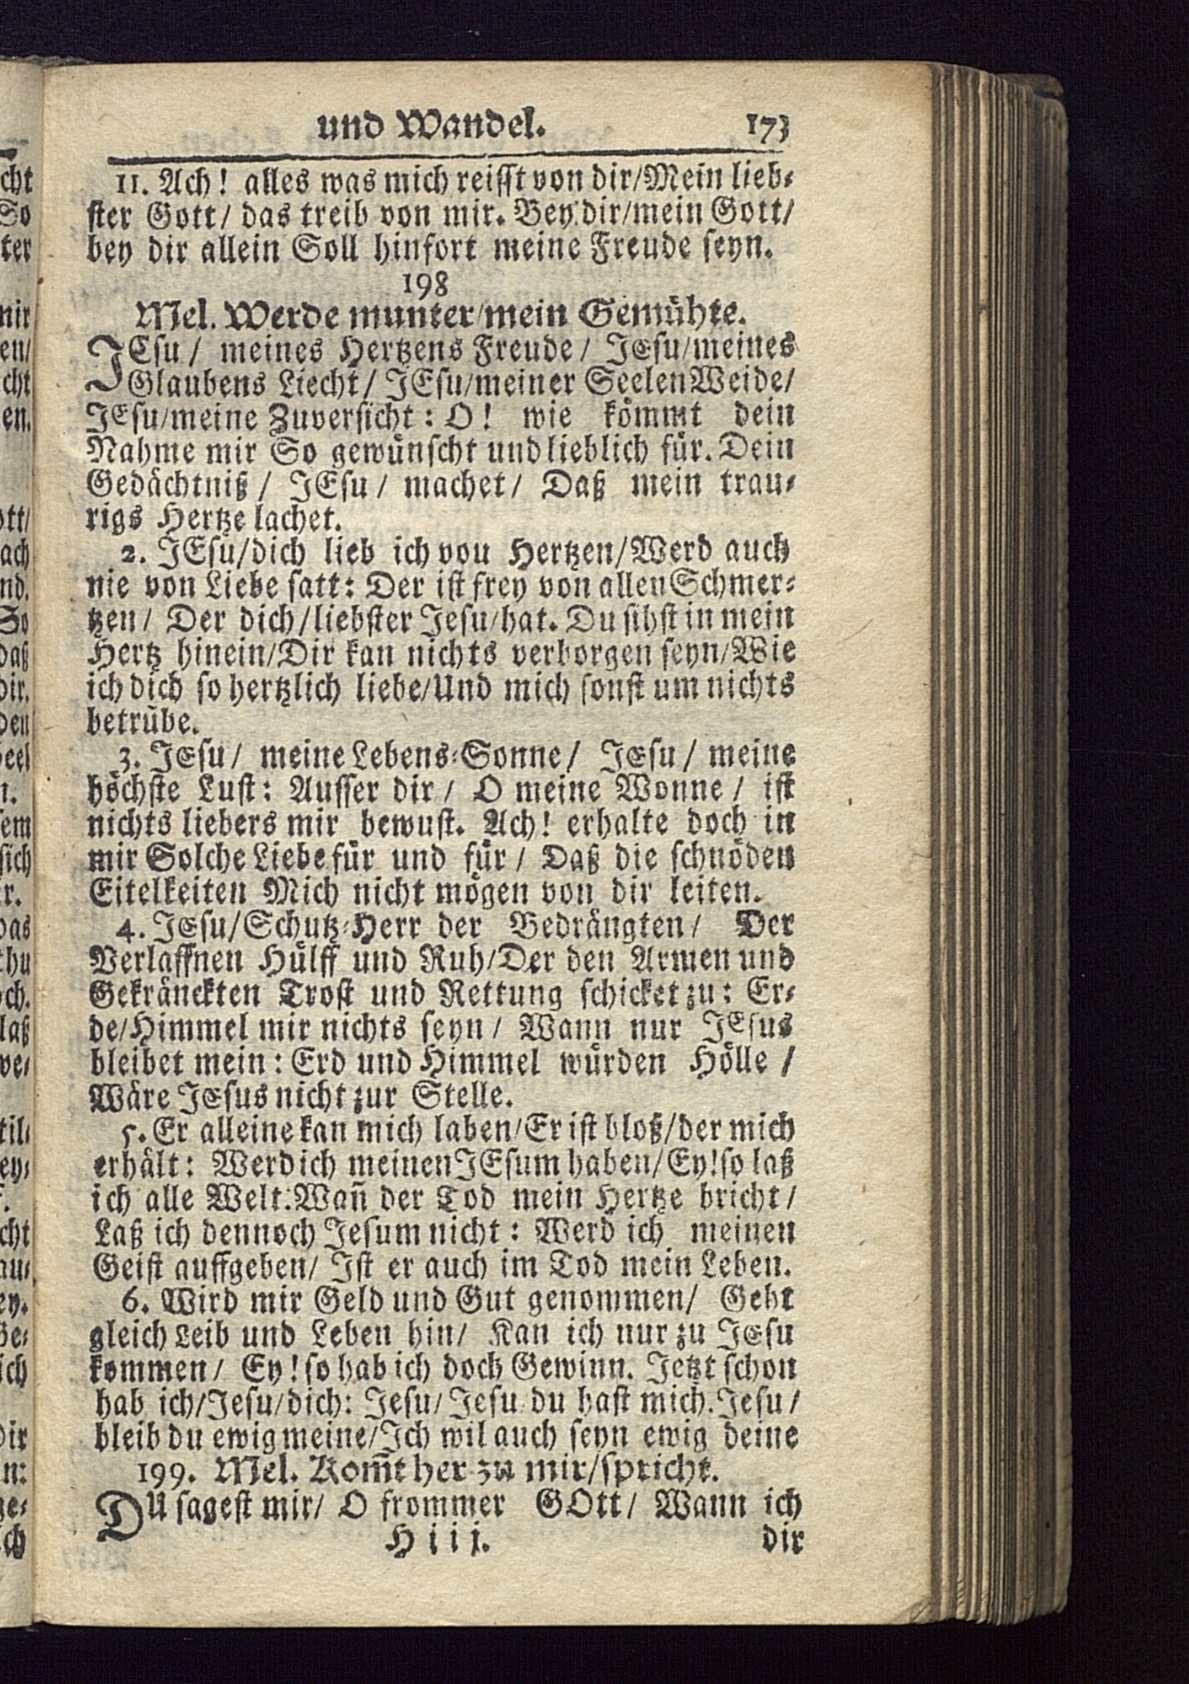 und Wandel. 173
11. Ach! alles was mich reisst von dir/Mein lieb-
ster Gott/ das treib von mir. Bey dir/mein Gott/
bey dir allein Soll hinfort meine Freude seyn.
198
Mel. Werde munter/mein Gemühte.
JEsu/ meines Hertzens Freude/ JEsu/meines
Glaubens Liecht/ JEsu/meiner Seelen Weide/
JEsu/meine Zuversicht: O! wie kömmt dein
Nahme mir So gewünscht und lieblich für. Dein
Gedächtniß/ JEsu/ machet/ Daß mein trau-
rigs Hertze lachet.
2. JEsu/dich lieb ich von Hertzen/Werd auch
nie von Liebe satt: Der ist frey von allen Schmer-
tzen/ Der dich/liebster Jesu/hat. Du sihst in mein
Hertz hinein/Dir kan nichts verborgen seyn/Wie
ich dich so hertzlich liebe/Und mich sonst um nichts
betrübe.
3. JEsu/ meine Lebens-Sonne/ JEsu/ meine
höchste Lust: Ausser dir/ O meine Wonne/ ist
nichts liebers mir bewust. Ach! erhalte doch in
mir Solche Liebe für und für/ Daß die schnöden
Eitelkeiten Mich nicht mögen von dir leiten.
4. JEsu/Schutz-Herr der Bedrängten/ Der
Verlaffnen Hülff und Ruh/Der den Armen und
Gekränckten Trost und Rettung schicket zu: Er-
de/Himmel mir nichts seyn/ Wann nur JEsus
bleibet mein: Erd und Himmel würden Hölle/
Wäre JEsus nicht zur Stelle.
5. Er alleine kan mich laben/Er ist bloß/der mich
erhält: Werd ich meinen JEsum haben/Ey!so laß
ich alle Welt. Wañ der Tod mein Hertze bricht/
Laß ich dennoch Jesum nicht: Werd ich meinen
Geist auffgeben/ Ist er auch im Tod mein Leben.
6. Wird mir Geld und Gut genommen/ Geht
gleich Leib und Leben hin/ Kan ich nur zu JEsu
kommen/ Ey!so hab ich doch Gewinn. Jetzt schon
hab ich/Jesu/dich: Jesu/Jesu du hast mich. Jesu/
bleib du ewig meine/Ich wil auch seyn ewig deine
199. Mel. Kom̃t her zu mir/spricht.
DU sagest mir/ O frommer GOtt/ Wann ich
H iij. dir